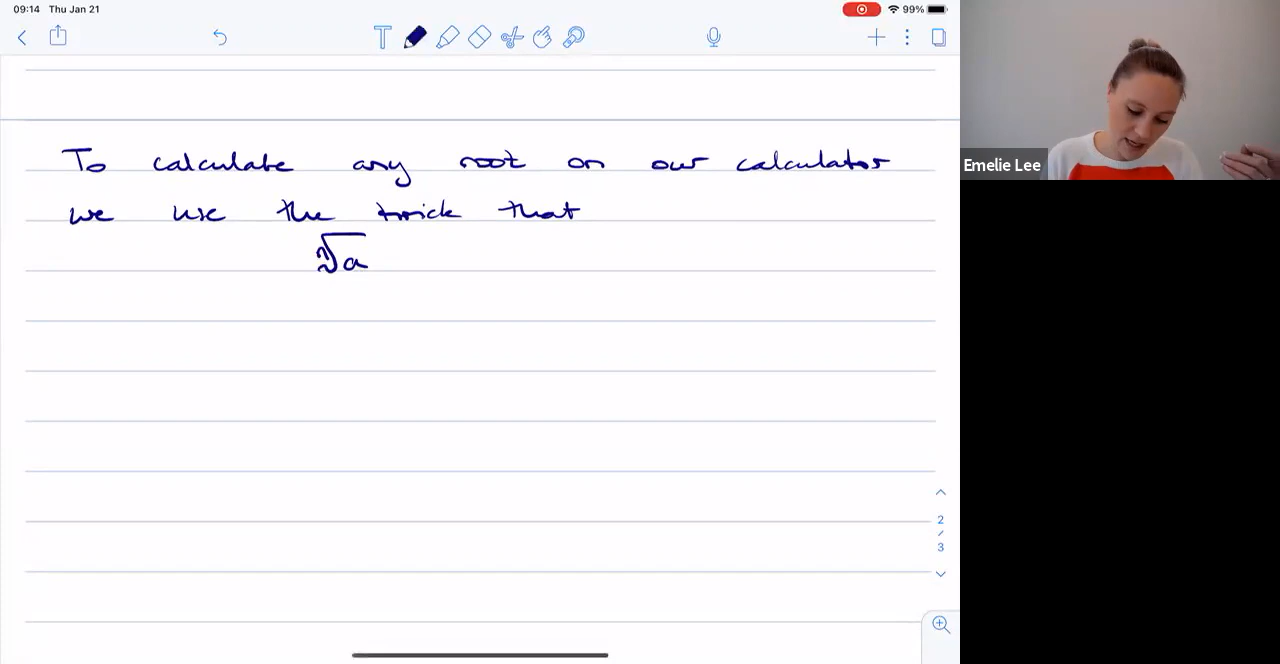 09:14 Thu Jan 21
99%
To calculate any root on our calculator
we use the trick that
ⁿ√a
2
/
3
Emelie Lee